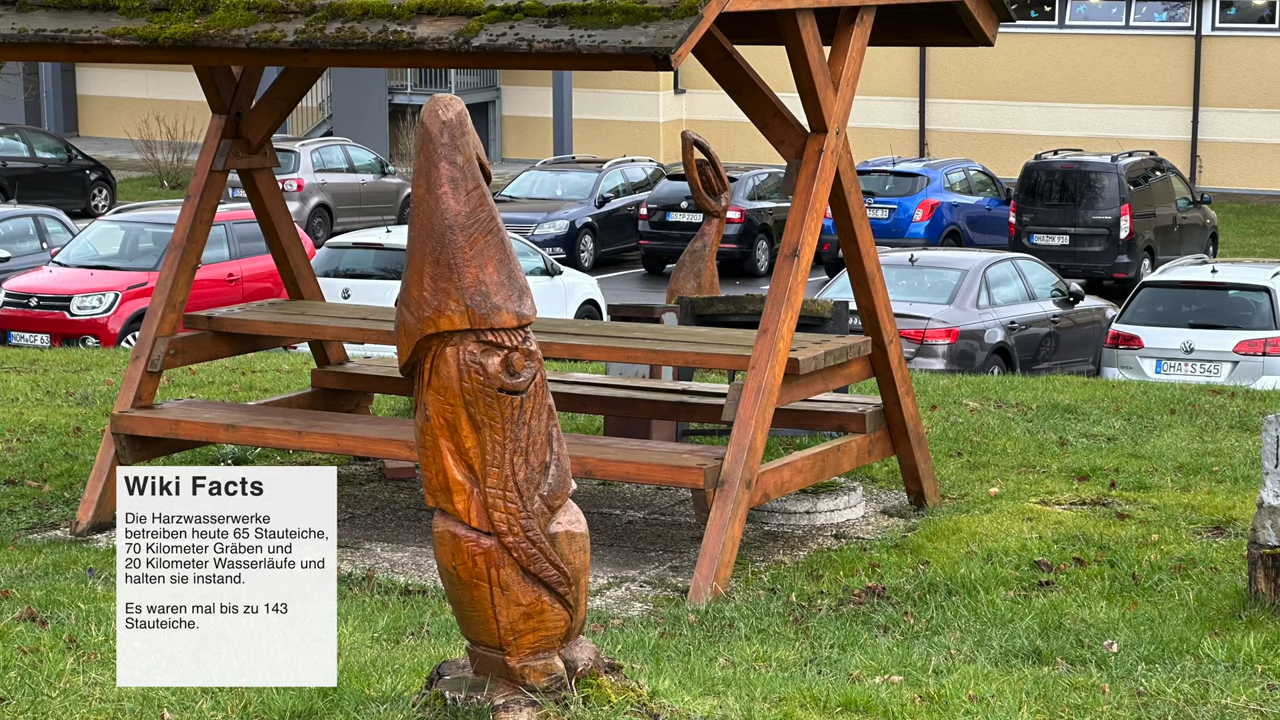 Wiki Facts
Die Harzwasserwerke
betreiben heute 65 Stauteiche,
70 Kilometer Gräben und
20 Kilometer Wasserläufe und
halten sie instand.
Es waren mal bis zu 143
Stauteiche.
NOM CF 63
GS P 2203
OHA MK 916
OHA S 545